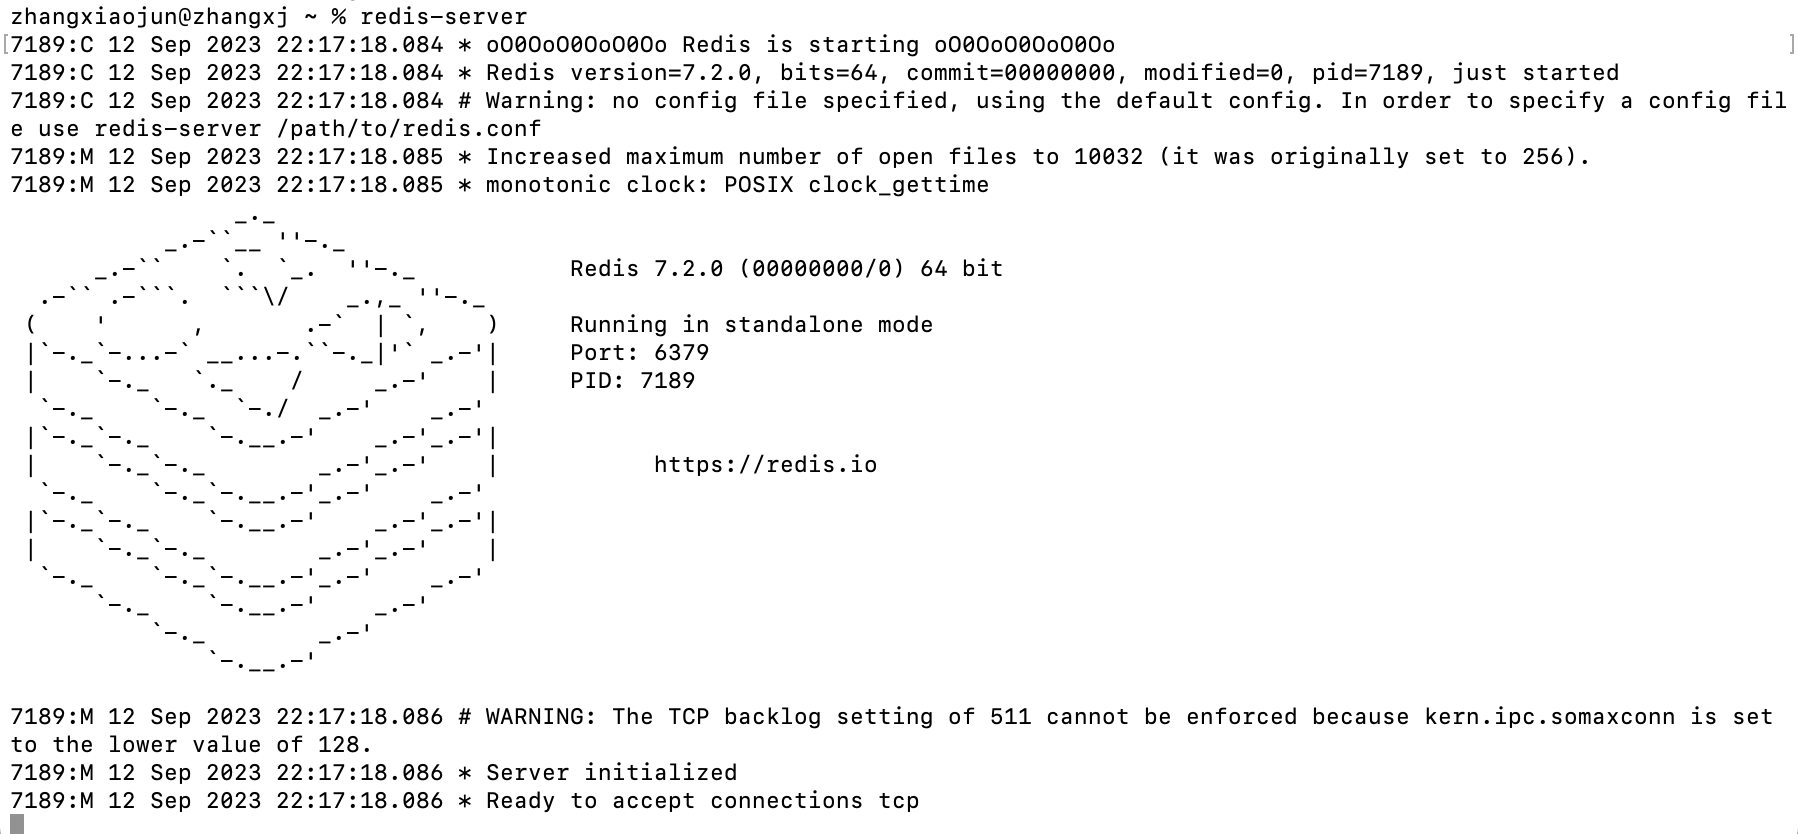 zhangxiaojun@zhangxj ~ % redis-server
7189:C 12 Sep 2023 22:17:18.084 * oO0OoO0OoO0Oo Redis is starting oO0OoO0OoO0Oo
7189:C 12 Sep 2023 22:17:18.084 * Redis version=7.2.0, bits=64, commit=00000000, modified=0, pid=7189, just started
7189:C 12 Sep 2023 22:17:18.084 # Warning: no config file specified, using the default config. In order to specify a config fil
e use redis-server /path/to/redis.conf
7189:M 12 Sep 2023 22:17:18.085 * Increased maximum number of open files to 10032 (it was originally set to 256).
7189:M 12 Sep 2023 22:17:18.085 * monotonic clock: POSIX clock_gettime
Redis 7.2.0 (00000000/0) 64 bit
Running in standalone mode
Port: 6379
PID: 7189
https://redis.io
7189:M 12 Sep 2023 22:17:18.086 # WARNING: The TCP backlog setting of 511 cannot be enforced because kern.ipc.somaxconn is set
to the lower value of 128.
7189:M 12 Sep 2023 22:17:18.086 * Server initialized
7189:M 12 Sep 2023 22:17:18.086 * Ready to accept connections tcp